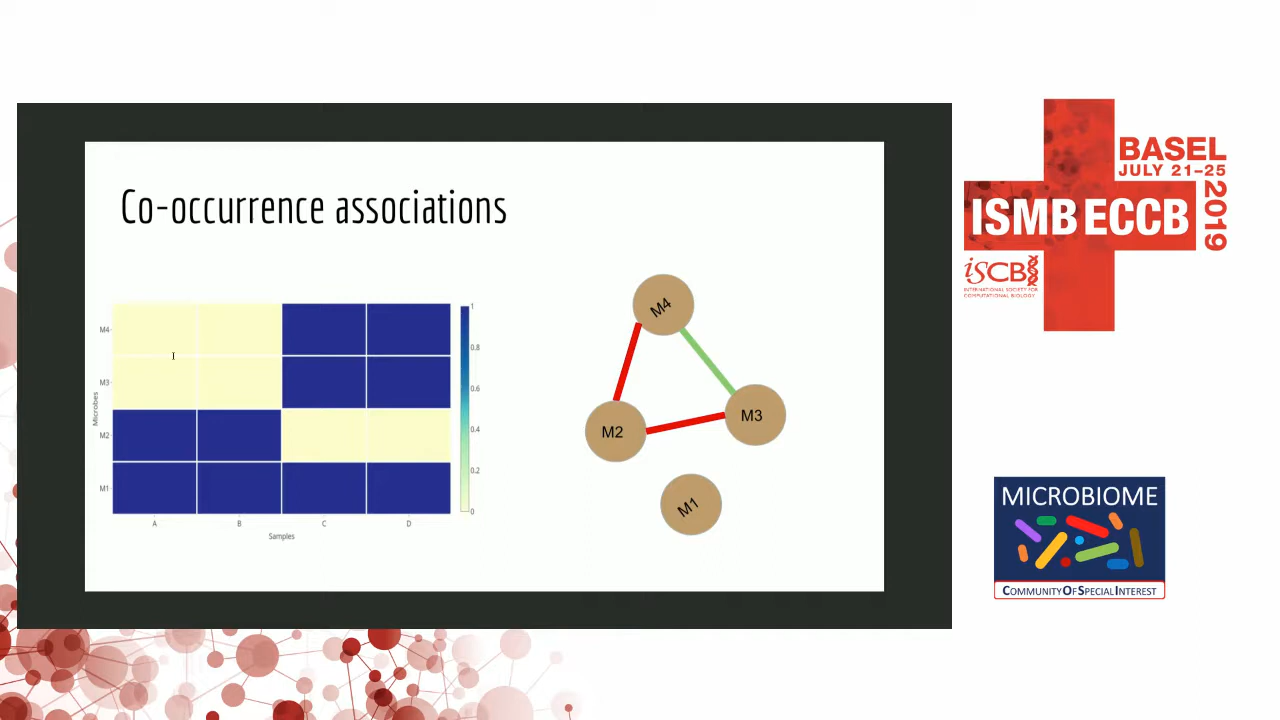 Co-occurrence associations
M4
M3
M2
M1
Microbes
A
B
C
D
Samples
1
0.8
0.6
0.4
0.2
0
M4
M3
M2
M1
BASEL
JULY 21-25
2019
ISMB ECCB
iSCB
INTERNATIONAL SOCIETY FOR
COMPUTATIONAL BIOLOGY
MICROBIOME
COMMUNITY OF SPECIAL INTEREST